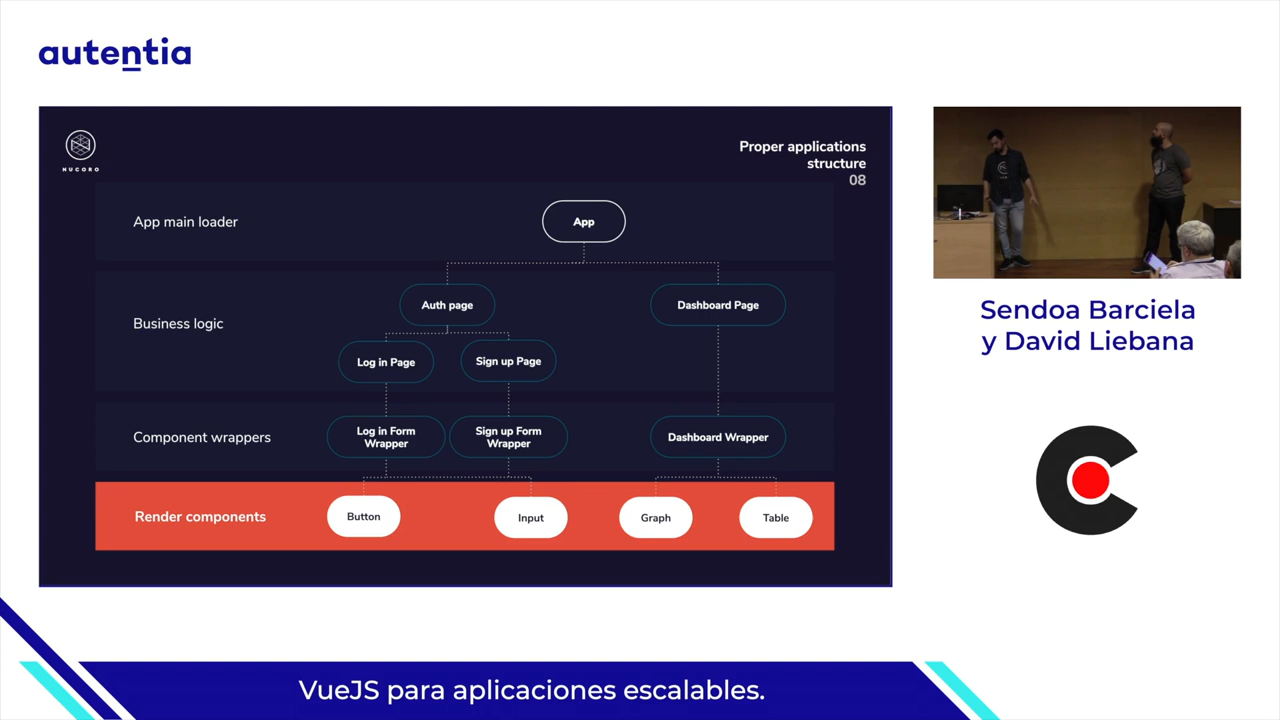 autentia
NUCORO
Proper applications
structure
08
App main loader
App
Business logic
Auth page
Dashboard Page
Log in Page
Sign up Page
Component wrappers
Log in Form
Wrapper
Sign up Form
Wrapper
Dashboard Wrapper
Render components
Button
Input
Graph
Table
Sendoa Barciela
y David Liebana
VueJS para aplicaciones escalables.